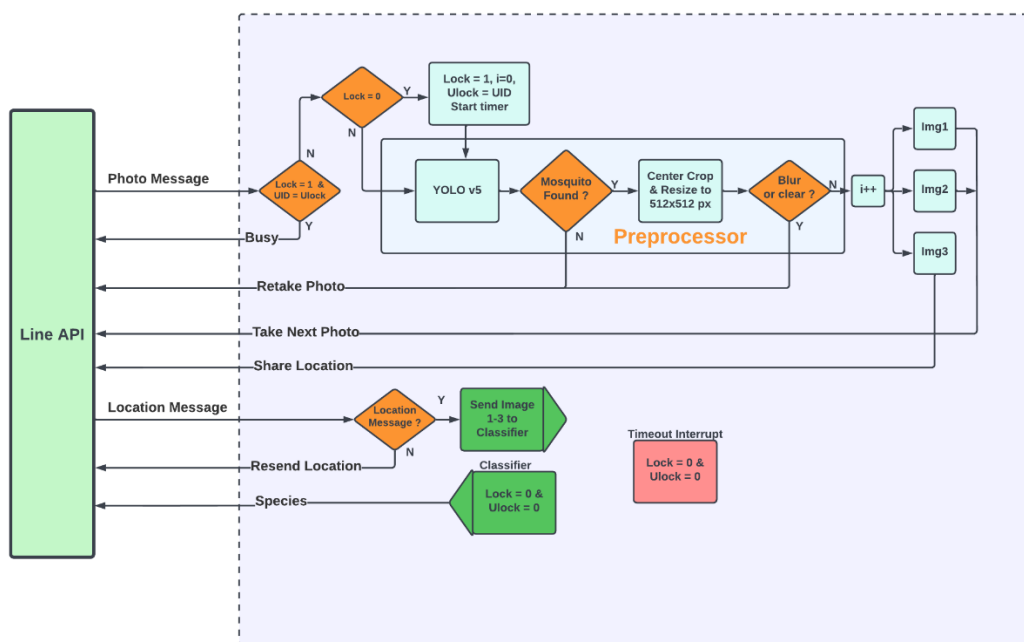 Lock = 0
Y
Lock = 1, i=0,
Ulock = UID
Start timer
N
N
Photo Message
Lock = 1 &
UID = Ulock
Y
Busy
YOLO v5
Mosquito
Found ?
Y
N
Center Crop
& Resize to
512x512 px
Blur
or clear ?
N
Y
Preprocessor
i++
Img1
Img2
Img3
Retake Photo
Take Next Photo
Share Location
Line API
Location Message
Location
Message ?
Y
N
Send Image
1-3 to
Classifier
Resend Location
Classifier
Lock = 0 &
Ulock = 0
Species
Timeout Interrupt
Lock = 0 &
Ulock = 0